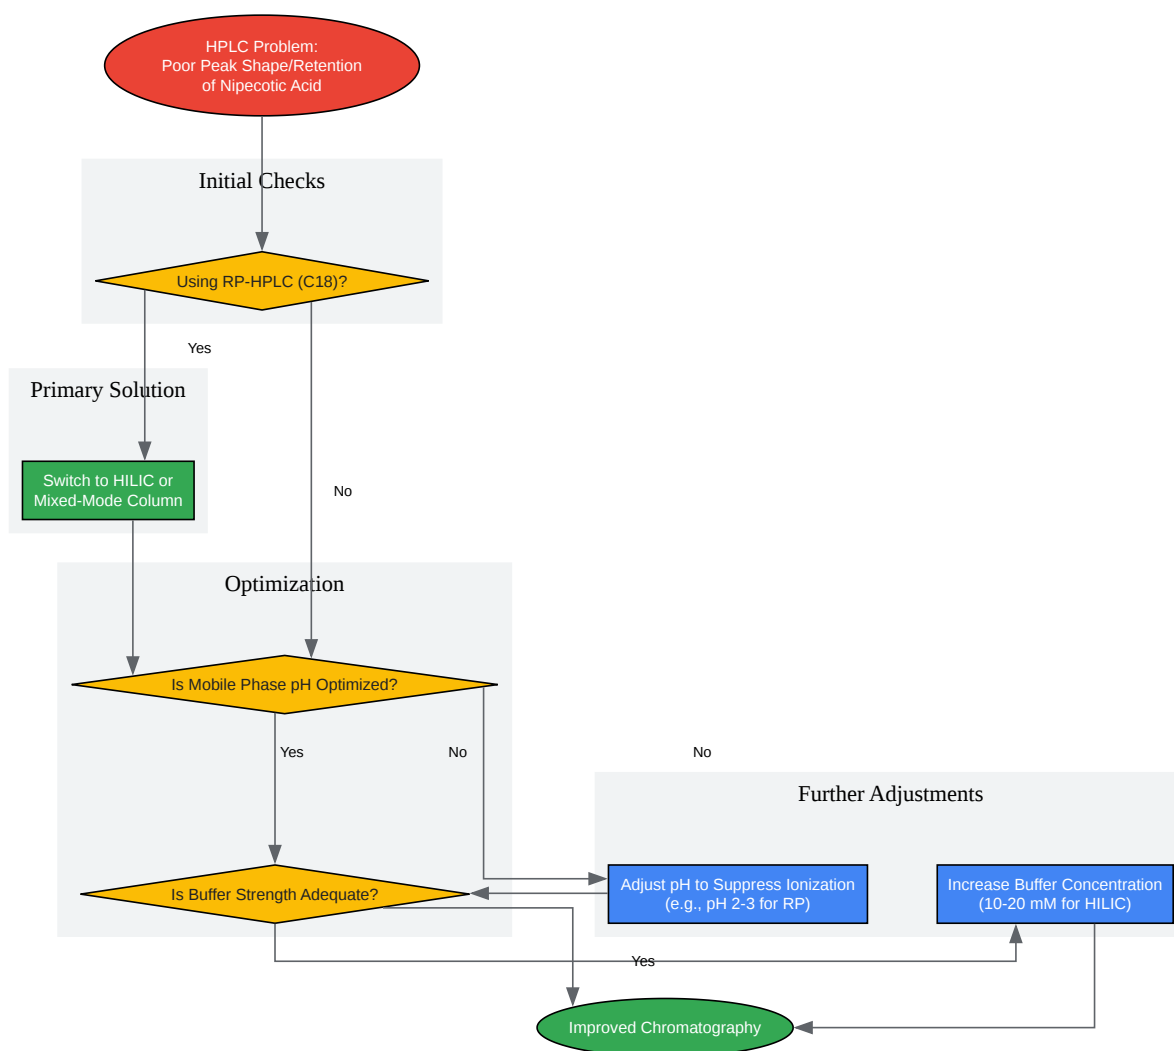 HPLC Problem:
Poor Peak Shape/Retention
of Nipecotic Acid
Initial Checks
Using RP-HPLC (C18)?
Yes
Primary Solution
Switch to HILIC or
Mixed-Mode Column
No
Optimization
Is Mobile Phase pH Optimized?
Yes
No
No
Further Adjustments
Is Buffer Strength Adequate?
Adjust pH to Suppress Ionization
(e.g., pH 2-3 for RP)
Increase Buffer Concentration
(10-20 mM for HILIC)
Yes
Improved Chromatography